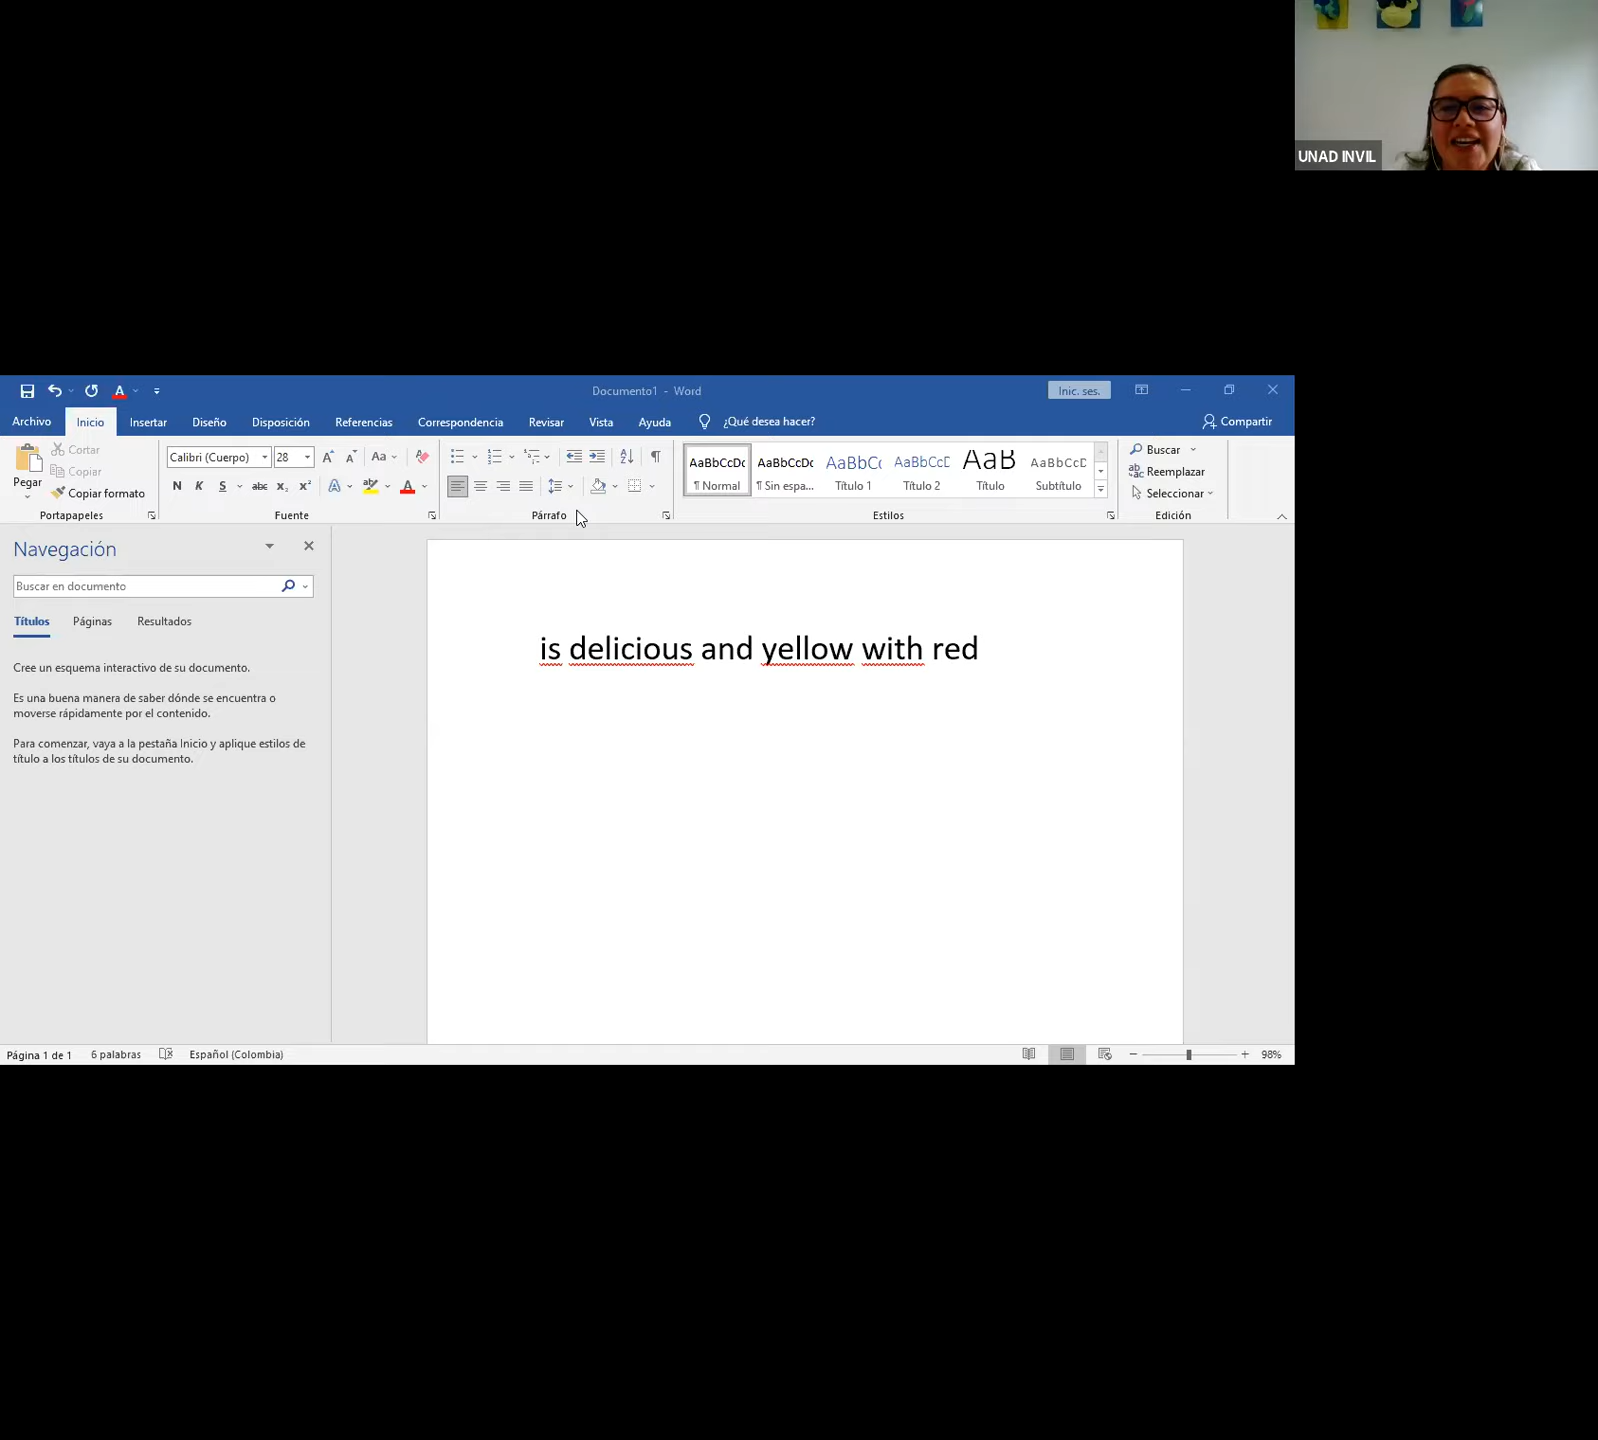 UNAD INVIL
Documento1 - Word
Inic. ses.
Archivo Inicio Insertar Diseño Disposición Referencias Correspondencia Revisar Vista Ayuda ¿Qué desea hacer? Compartir
Pegar
Cortar
Copiar
Copiar formato
Portapapeles
Calibri (Cuerpo) 28
Aa
N K S abc x₂ x²
Fuente
Párrafo
AaBbCcDc AaBbCcDc AaBbCc AaBbCcC AaB AaBbCcC
¶ Normal ¶ Sin espa... Título 1 Título 2 Título Subtítulo
Estilos
Buscar
Reemplazar
Seleccionar
Edición
Navegación
Buscar en documento
Títulos Páginas Resultados
Cree un esquema interactivo de su documento.
Es una buena manera de saber dónde se encuentra o
moverse rápidamente por el contenido.
Para comenzar, vaya a la pestaña Inicio y aplique estilos de
título a los títulos de su documento.
is delicious and yellow with red
Página 1 de 1 6 palabras Español (Colombia) 98%